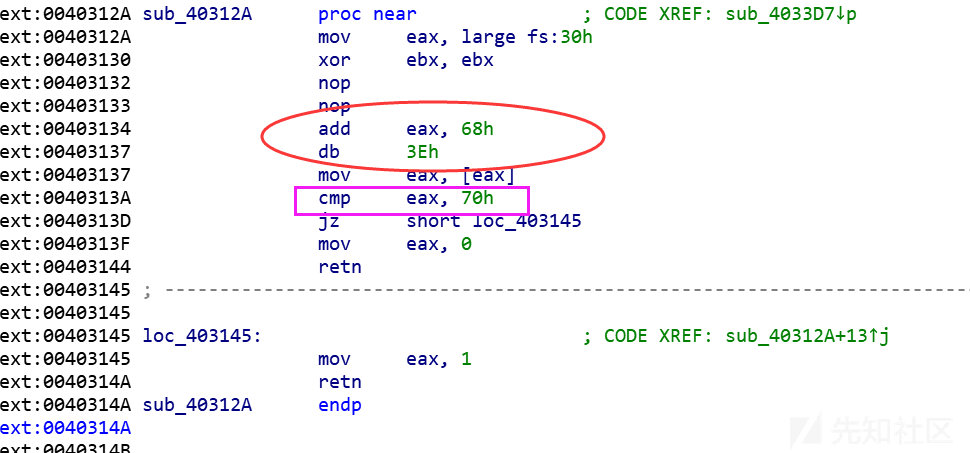 ext:0040312A sub_40312A      proc near               ; CODE XREF: sub_4033D7↓p
ext:0040312A                 mov     eax, large fs:30h
ext:00403130                 xor     ebx, ebx
ext:00403132                 nop
ext:00403133                 nop
ext:00403134                 add     eax, 68h
ext:00403137                 db      3Eh
ext:00403137                 mov     eax, [eax]
ext:0040313A                 cmp     eax, 70h
ext:0040313D                 jz      short loc_403145
ext:0040313F                 mov     eax, 0
ext:00403144                 retn
ext:00403145 ; ---------------------------------------------------------------------------
ext:00403145
ext:00403145 loc_403145:                             ; CODE XREF: sub_40312A+13↑j
ext:00403145                 mov     eax, 1
ext:0040314A                 retn
ext:0040314A sub_40312A      endp
ext:0040314A
ext:0040314B
先知社区